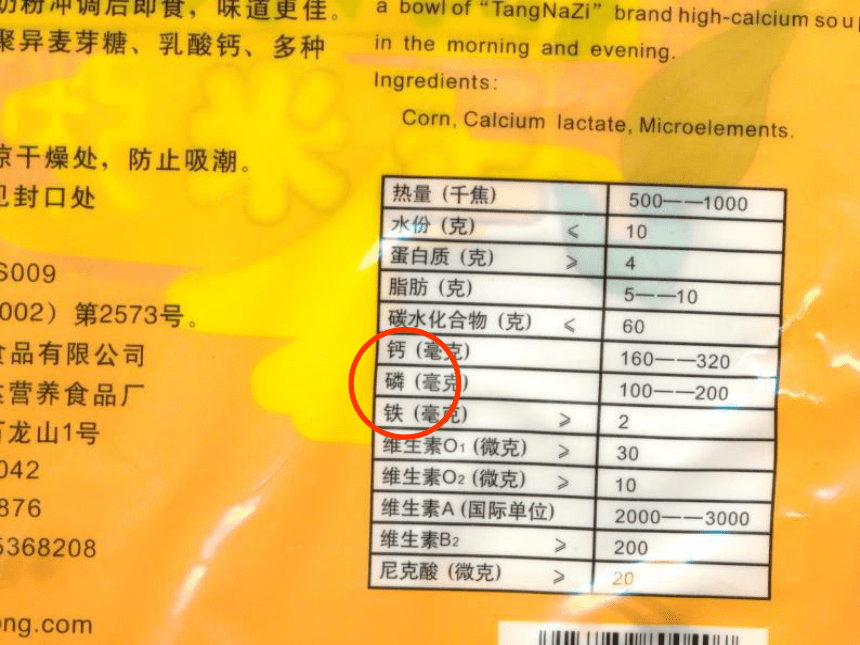 奶粉冲调后即食，味道更佳。
聚异麦芽糖、乳酸钙、多种
凉干燥处，防止吸潮。
见封口处
S009
002）第2573号。
食品有限公司
营养食品厂
龙山1号
042
876
5368208
ong.com
a bowl of “TangNaZi” brand high-calcium soup
in the morning and evening.
Ingredients:
Corn, Calcium lactate, Microelements.
热量（千焦） 500——1000
水份（克） ≤ 10
蛋白质（克） ≥ 4
脂肪（克） 5——10
碳水化合物（克） ≤ 60
钙（毫克） 160——320
磷（毫克） 100——200
铁（毫克） ≥ 2
维生素O1（微克） ≥ 30
维生素O2（微克） ≥ 10
维生素A（国际单位） 2000——3000
维生素B2 ≥ 200
尼克酸（微克） ≥ 20